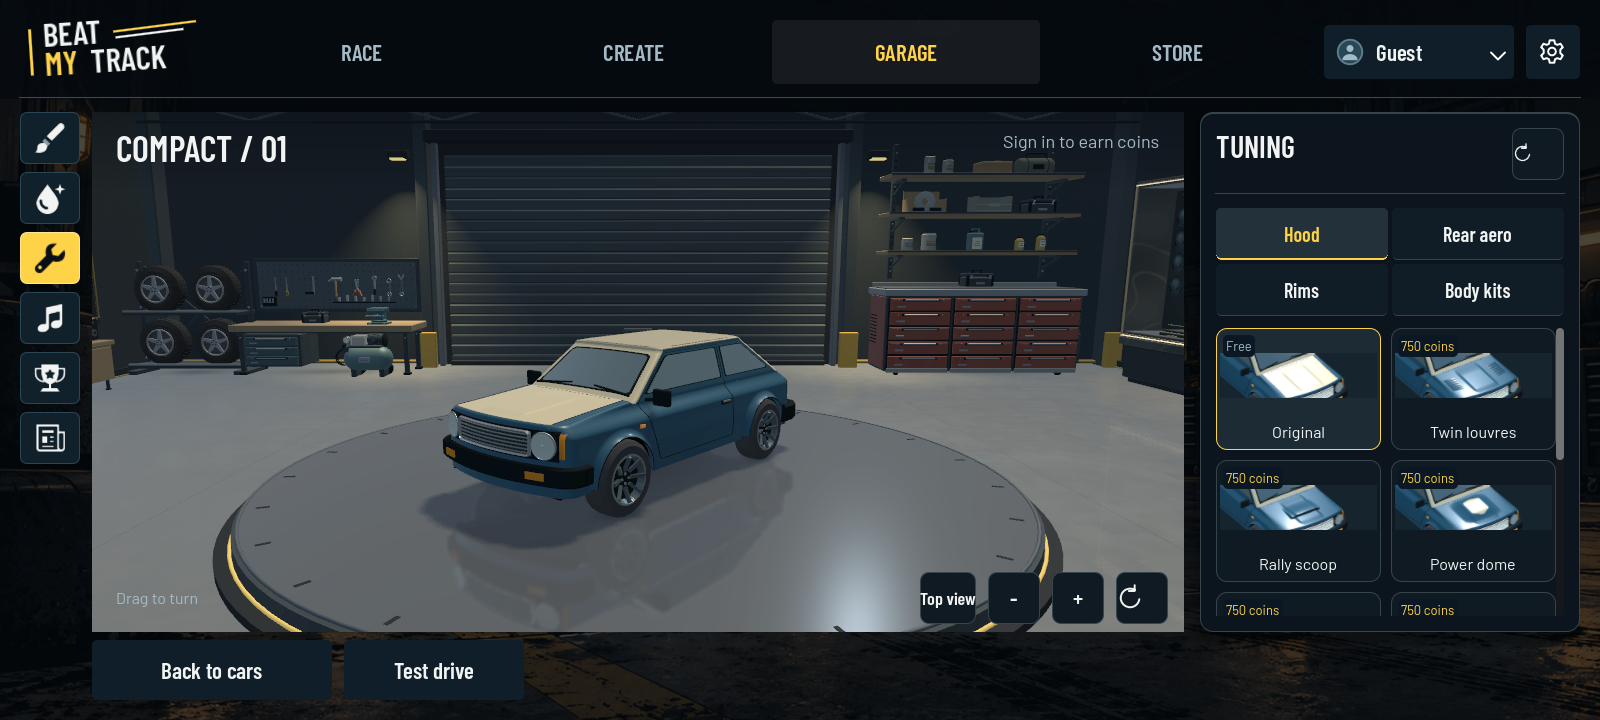 BEAT
MY TRACK
RACE
CREATE
GARAGE
STORE
Guest
COMPACT / 01
Sign in to earn coins
TUNING
Hood
Rear aero
Rims
Body kits
Free
Original
750 coins
Twin louvres
750 coins
Rally scoop
750 coins
Power dome
750 coins
750 coins
Drag to turn
Top view
-
+
Back to cars
Test drive